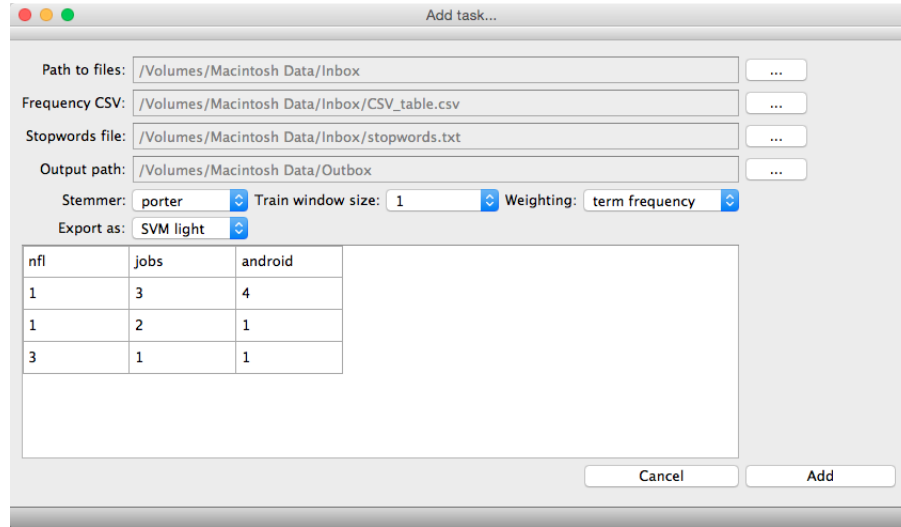 Add task...
Path to files: /Volumes/Macintosh Data/Inbox ...
Frequency CSV: /Volumes/Macintosh Data/Inbox/CSV_table.csv ...
Stopwords file: /Volumes/Macintosh Data/Inbox/stopwords.txt ...
Output path: /Volumes/Macintosh Data/Outbox ...
Stemmer: porter Train window size: 1 Weighting: term frequency
Export as: SVM light
nfl jobs android
1 3 4
1 2 1
3 1 1
Cancel Add